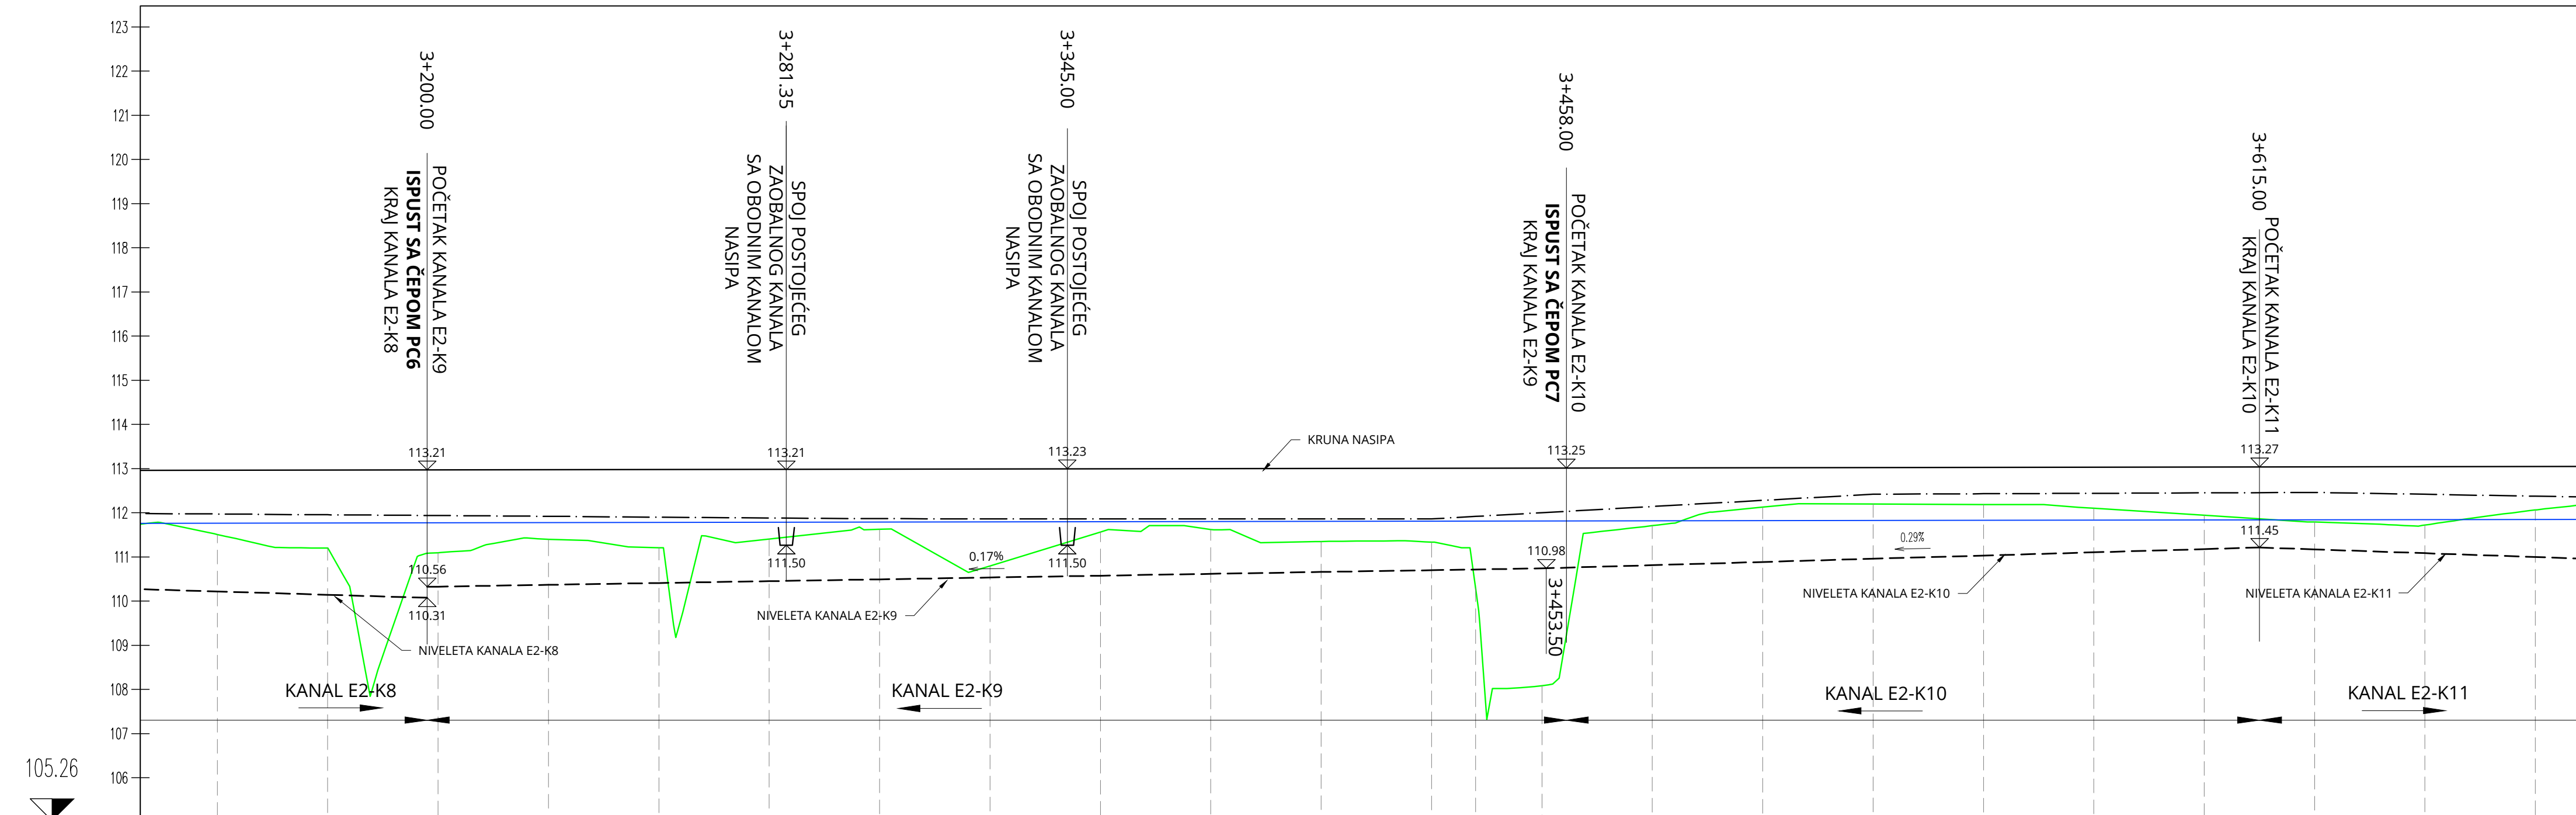 123
122
121
120
119
118
117
116
115
114
113
112
111
110
109
108
107
106
105.26
3+200.00
POČETAK KANALA E2-K9
ISPUST SA ČEPOM PC6
KRAJ KANALA E2-K8
3+281.35
SPOJ POSTOJEĆEG
ZAOBALNOG KANALA
SA OBODNIM KANALOM
NASIPA
3+345.00
SPOJ POSTOJEĆEG
ZAOBALNOG KANALA
SA OBODNIM KANALOM
NASIPA
3+458.00
POČETAK KANALA E2-K10
ISPUST SA ČEPOM PC7
KRAJ KANALA E2-K9
3+615.00
POČETAK KANALA E2-K11
KRAJ KANALA E2-K10
KRUNA NASIPA
113.21
113.21
113.23
113.25
113.27
110.56
110.31
111.50
111.50
0.17%
110.98
3+453.50
0.29%
111.45
NIVELETA KANALA E2-K8
NIVELETA KANALA E2-K9
NIVELETA KANALA E2-K10
NIVELETA KANALA E2-K11
KANAL E2-K8
KANAL E2-K9
KANAL E2-K10
KANAL E2-K11